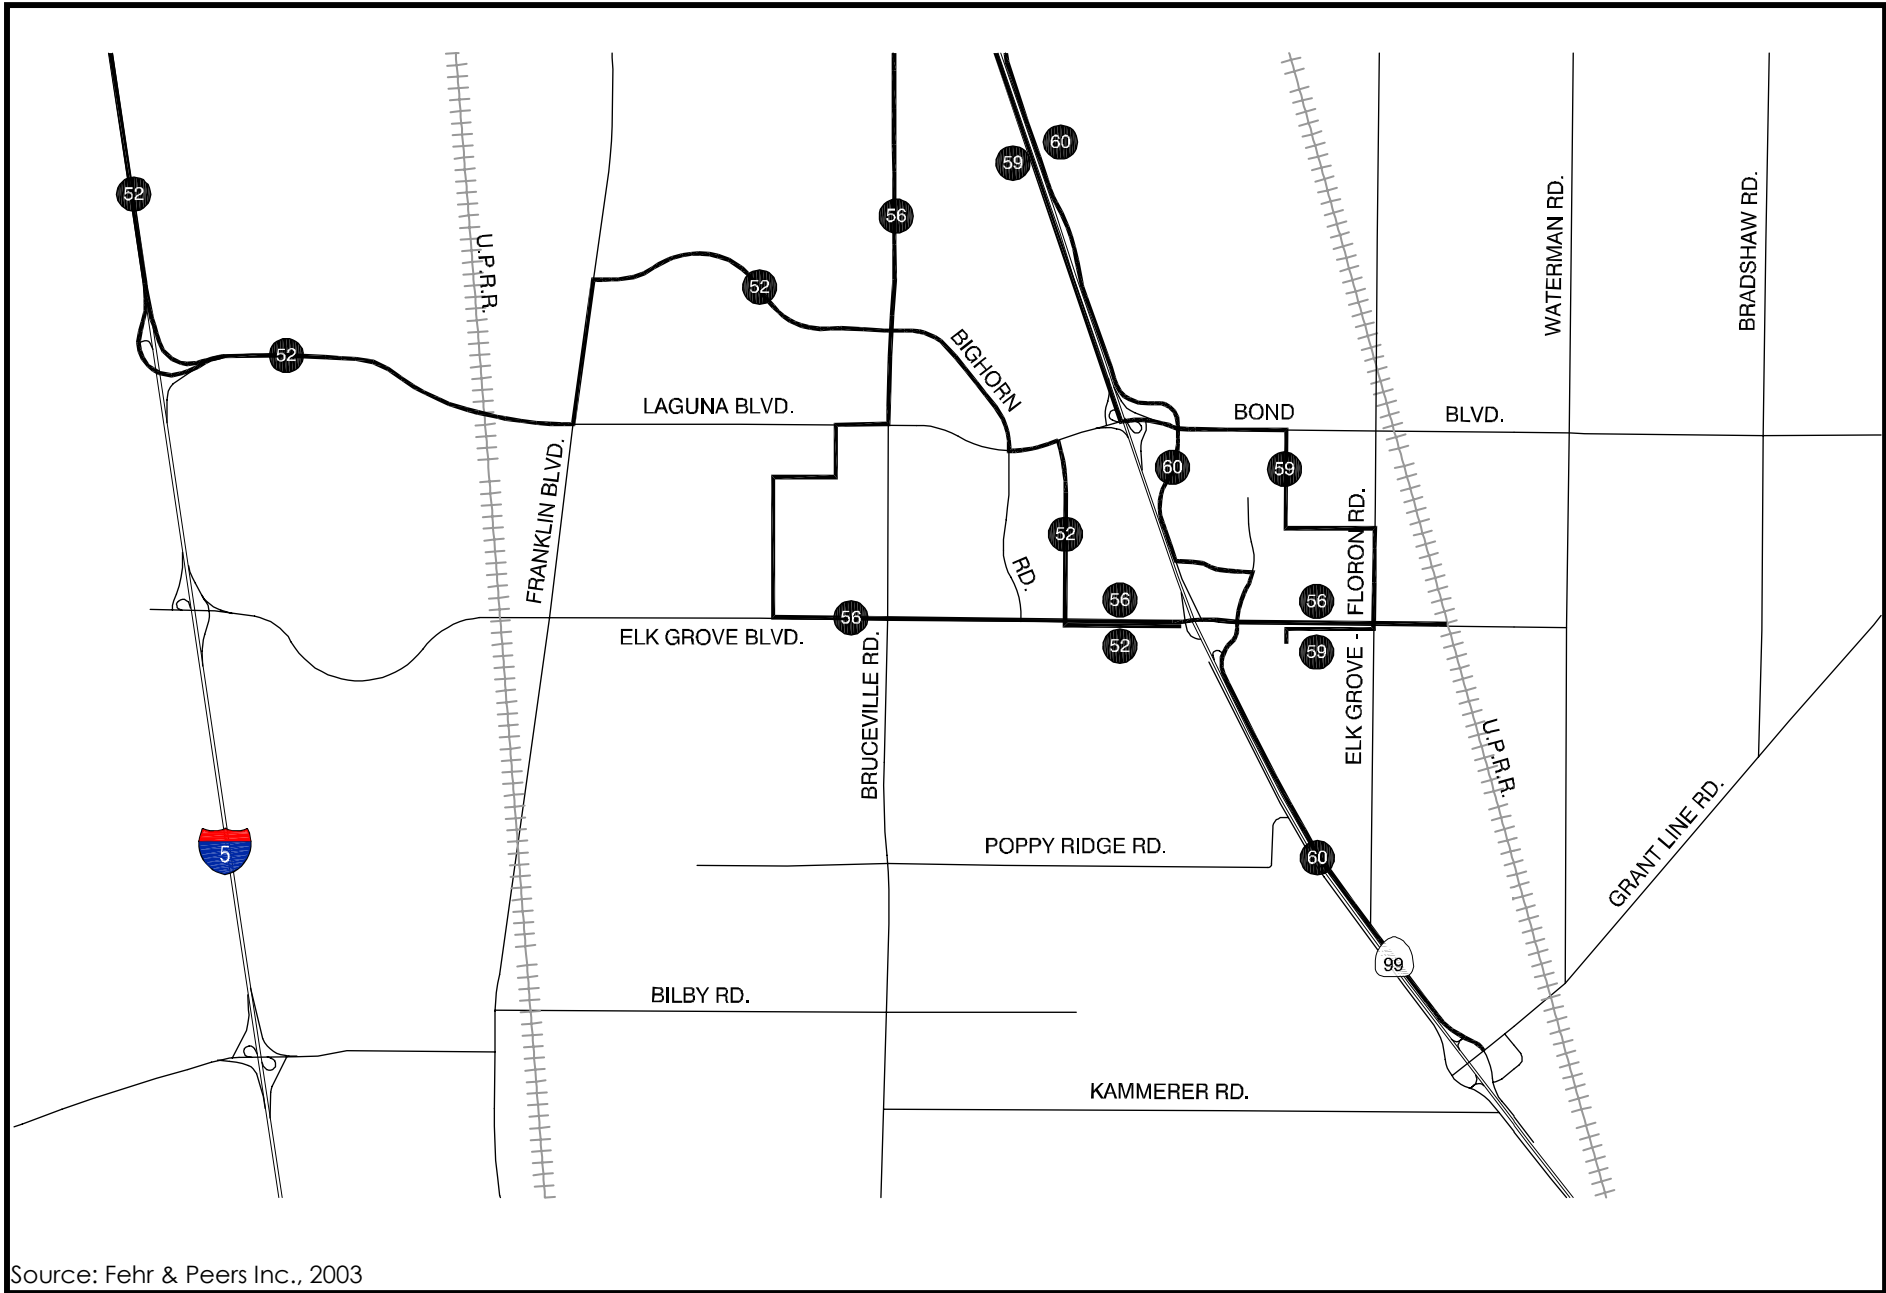 60
59
52
56
WATERMAN RD.
BRADSHAW RD.
U.P.R.R.
52
52
BIGHORN
RD.
LAGUNA BLVD.
BOND
BLVD.
60
59
FRANKLIN BLVD.
52
ELK GROVE - FLORON RD.
56
56
56
ELK GROVE BLVD.
52
59
BRUCEVILLE RD.
U.P.R.R.
5
POPPY RIDGE RD.
60
GRANT LINE RD.
99
BILBY RD.
KAMMERER RD.
Source: Fehr & Peers Inc., 2003